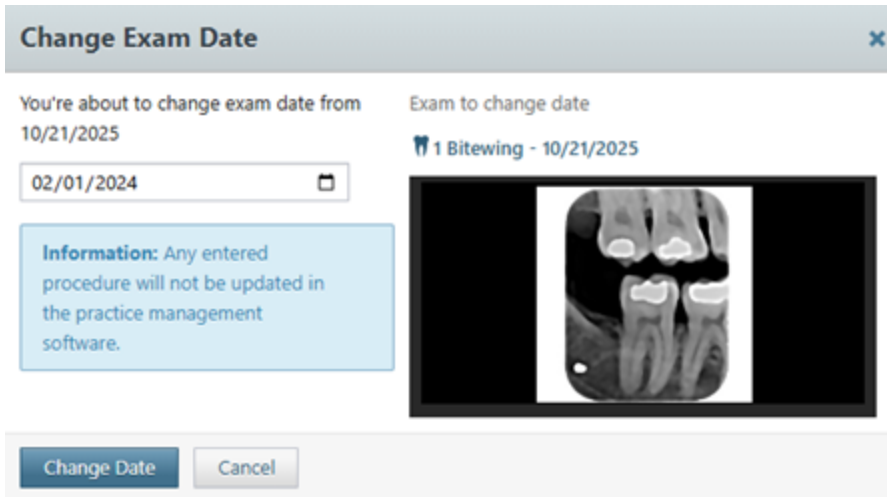 Change Exam Date
×
You're about to change exam date from
10/21/2025
02/01/2024
Information: Any entered
procedure will not be updated in
the practice management
software.
Exam to change date
1 Bitewing - 10/21/2025
Change Date
Cancel